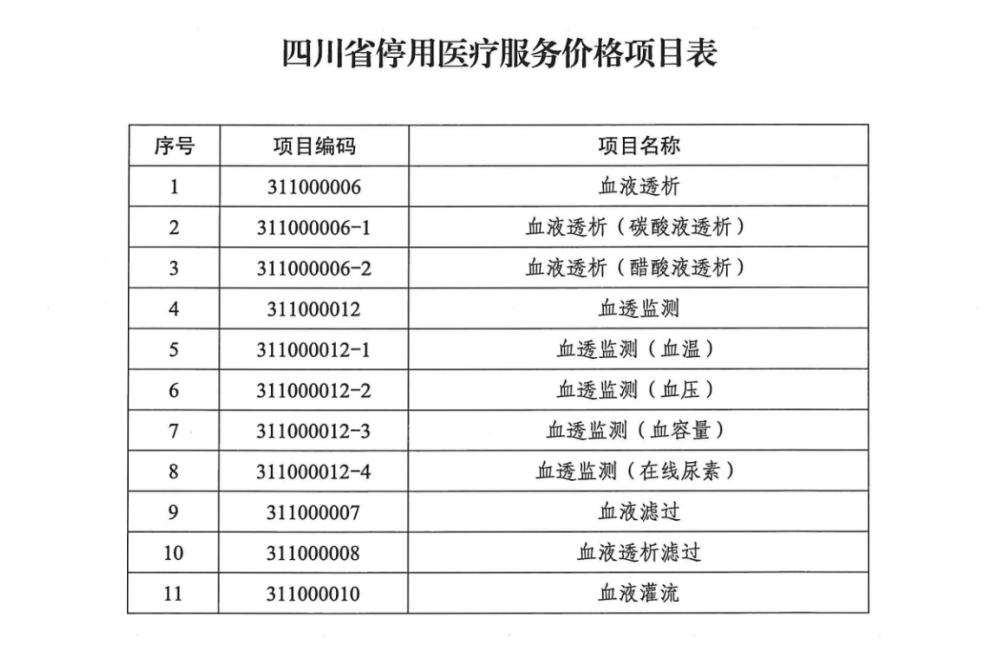 四川省停用医疗服务价格项目表
序号 项目编码 项目名称
1 311000006 血液透析
2 311000006-1 血液透析（碳酸液透析）
3 311000006-2 血液透析（醋酸液透析）
4 311000012 血透监测
5 311000012-1 血透监测（血温）
6 311000012-2 血透监测（血压）
7 311000012-3 血透监测（血容量）
8 311000012-4 血透监测（在线尿素）
9 311000007 血液滤过
10 311000008 血液透析滤过
11 311000010 血液灌流